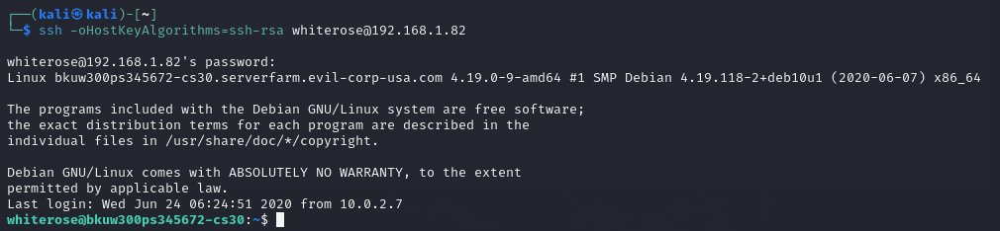 ┌──(kali㉿kali)-[~]
└─$ ssh -oHostKeyAlgorithms=ssh-rsa whiterose@192.168.1.82
whiterose@192.168.1.82's password:
Linux bkuw300ps345672-cs30.serverfarm.evil-corp-usa.com 4.19.0-9-amd64 #1 SMP Debian 4.19.118-2+deb10u1 (2020-06-07) x86_64
The programs included with the Debian GNU/Linux system are free software;
the exact distribution terms for each program are described in the
individual files in /usr/share/doc/*/copyright.
Debian GNU/Linux comes with ABSOLUTELY NO WARRANTY, to the extent
permitted by applicable law.
Last login: Wed Jun 24 06:24:51 2020 from 10.0.2.7
whiterose@bkuw300ps345672-cs30:~$